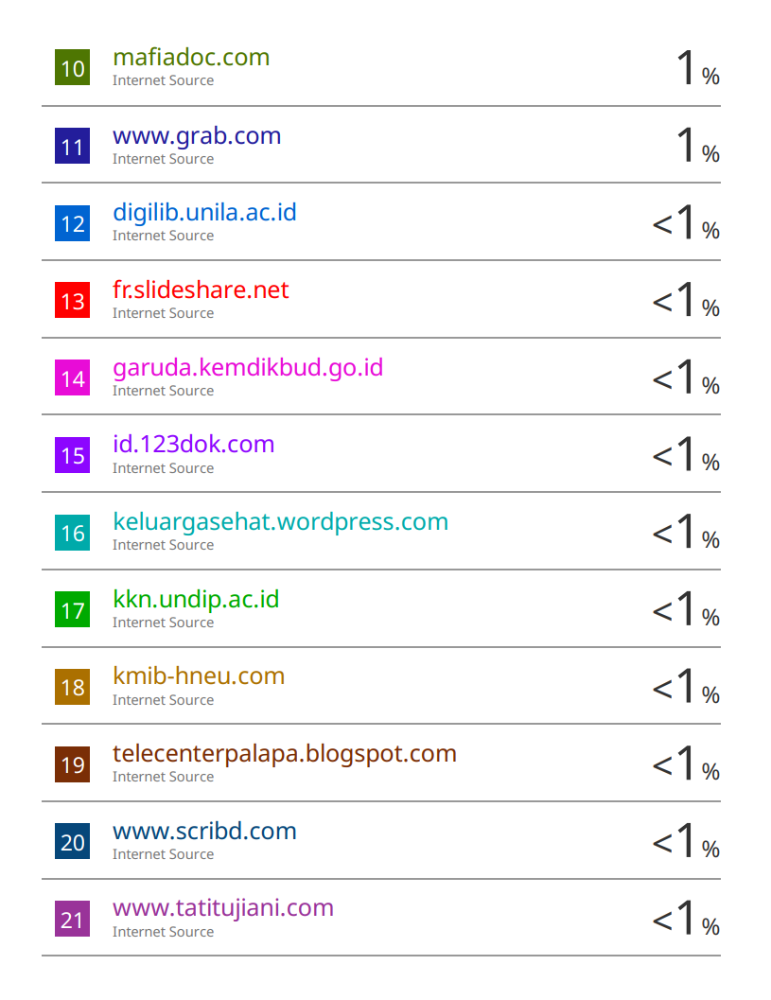 10 mafiadoc.com 1%
Internet Source
11 www.grab.com 1%
Internet Source
12 digilib.unila.ac.id <1%
Internet Source
13 fr.slideshare.net <1%
Internet Source
14 garuda.kemdikbud.go.id <1%
Internet Source
15 id.123dok.com <1%
Internet Source
16 keluargasehat.wordpress.com <1%
Internet Source
17 kkn.undip.ac.id <1%
Internet Source
18 kmib-hneu.com <1%
Internet Source
19 telecenterpalapa.blogspot.com <1%
Internet Source
20 www.scribd.com <1%
Internet Source
21 www.tatitujiani.com <1%
Internet Source